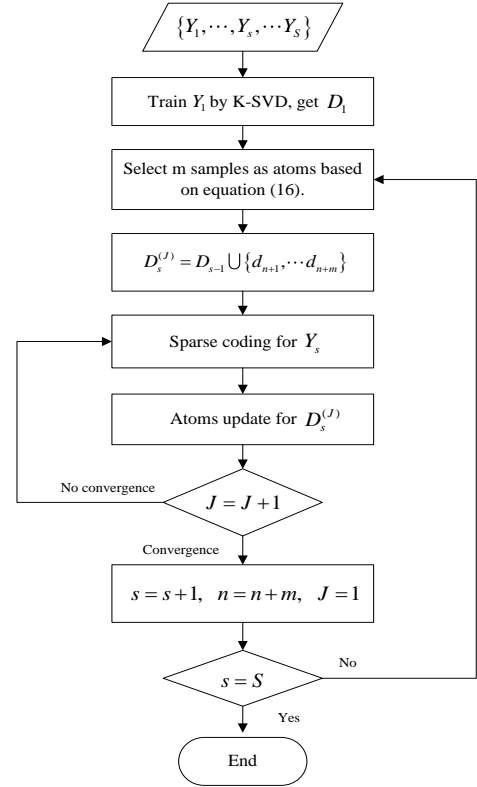 {Y₁,⋯,Yₛ,⋯Y_S}
Train Y₁ by K-SVD, get D₁
Select m samples as atoms based
on equation (16).
Dₛ⁽ᴶ⁾ = Dₛ₋₁ ⋃ {dₙ₊₁,⋯dₙ₊ₘ}
Sparse coding for Yₛ
Atoms update for Dₛ⁽ᴶ⁾
No convergence
J = J + 1
Convergence
s = s+1, n = n+m, J = 1
No
s = S
Yes
End